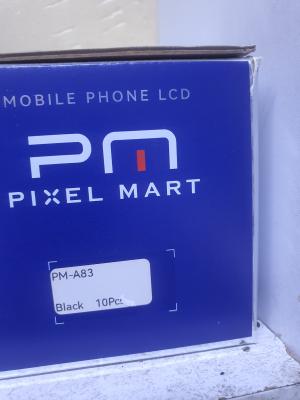 MOBILE PHONE LCD
PM
PIXEL MART
PM-A83
Black 10Pcs